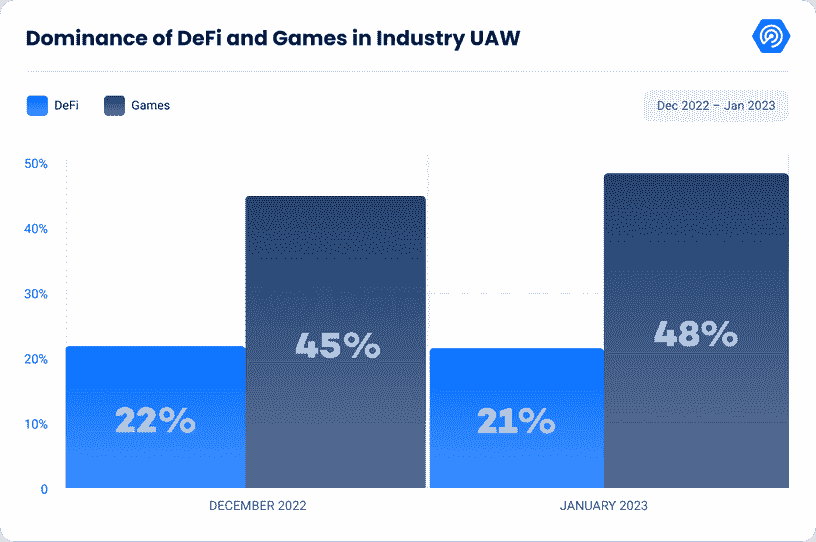 Dominance of DeFi and Games in Industry UAW
DeFi
Games
Dec 2022 – Jan 2023
50%
40%
30%
20%
10%
0
22%
45%
21%
48%
DECEMBER 2022
JANUARY 2023